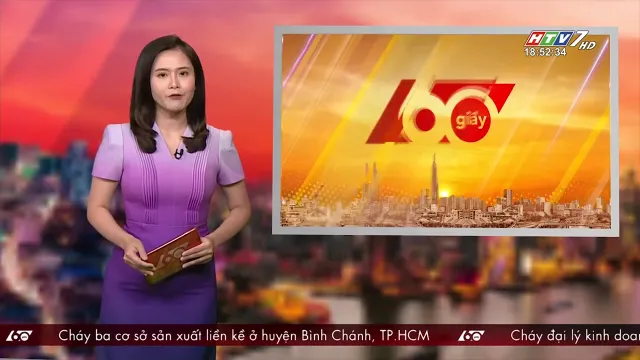 HTV7 HD
18:52:34
60 giây
Cháy ba cơ sở sản xuất liền kề ở huyện Bình Chánh, TP.HCM
Cháy đại lý kinh doa